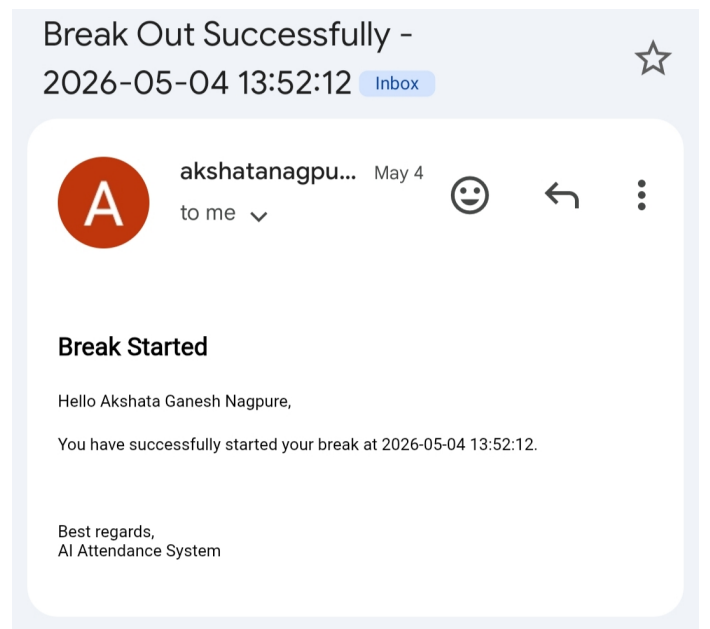 Break Out Successfully -
2026-05-04 13:52:12 Inbox
A
akshatanagpu... May 4
to me
Break Started
Hello Akshata Ganesh Nagpure,
You have successfully started your break at 2026-05-04 13:52:12.
Best regards,
AI Attendance System